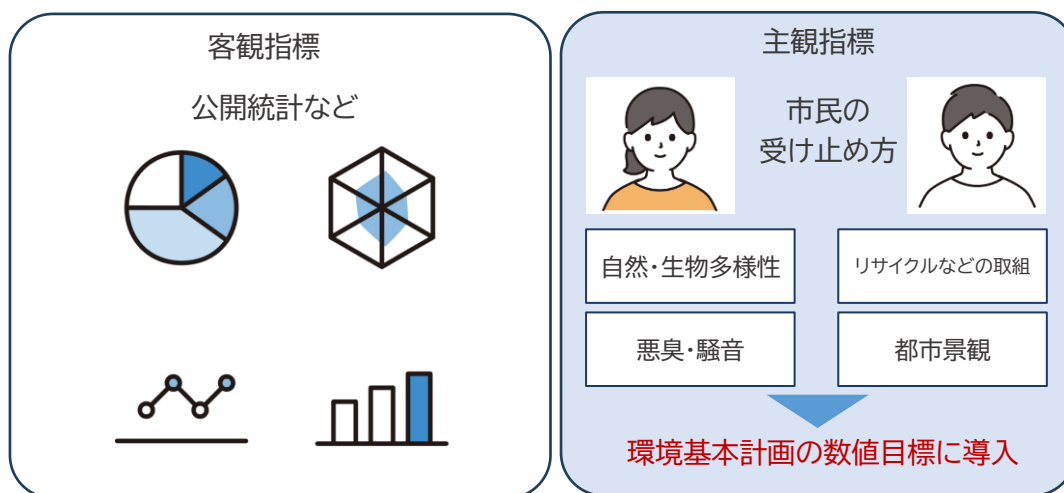 客観指標
公開統計など
主観指標
市民の
受け止め方
自然・生物多様性
リサイクルなどの取組
悪臭・騒音
都市景観
環境基本計画の数値目標に導入